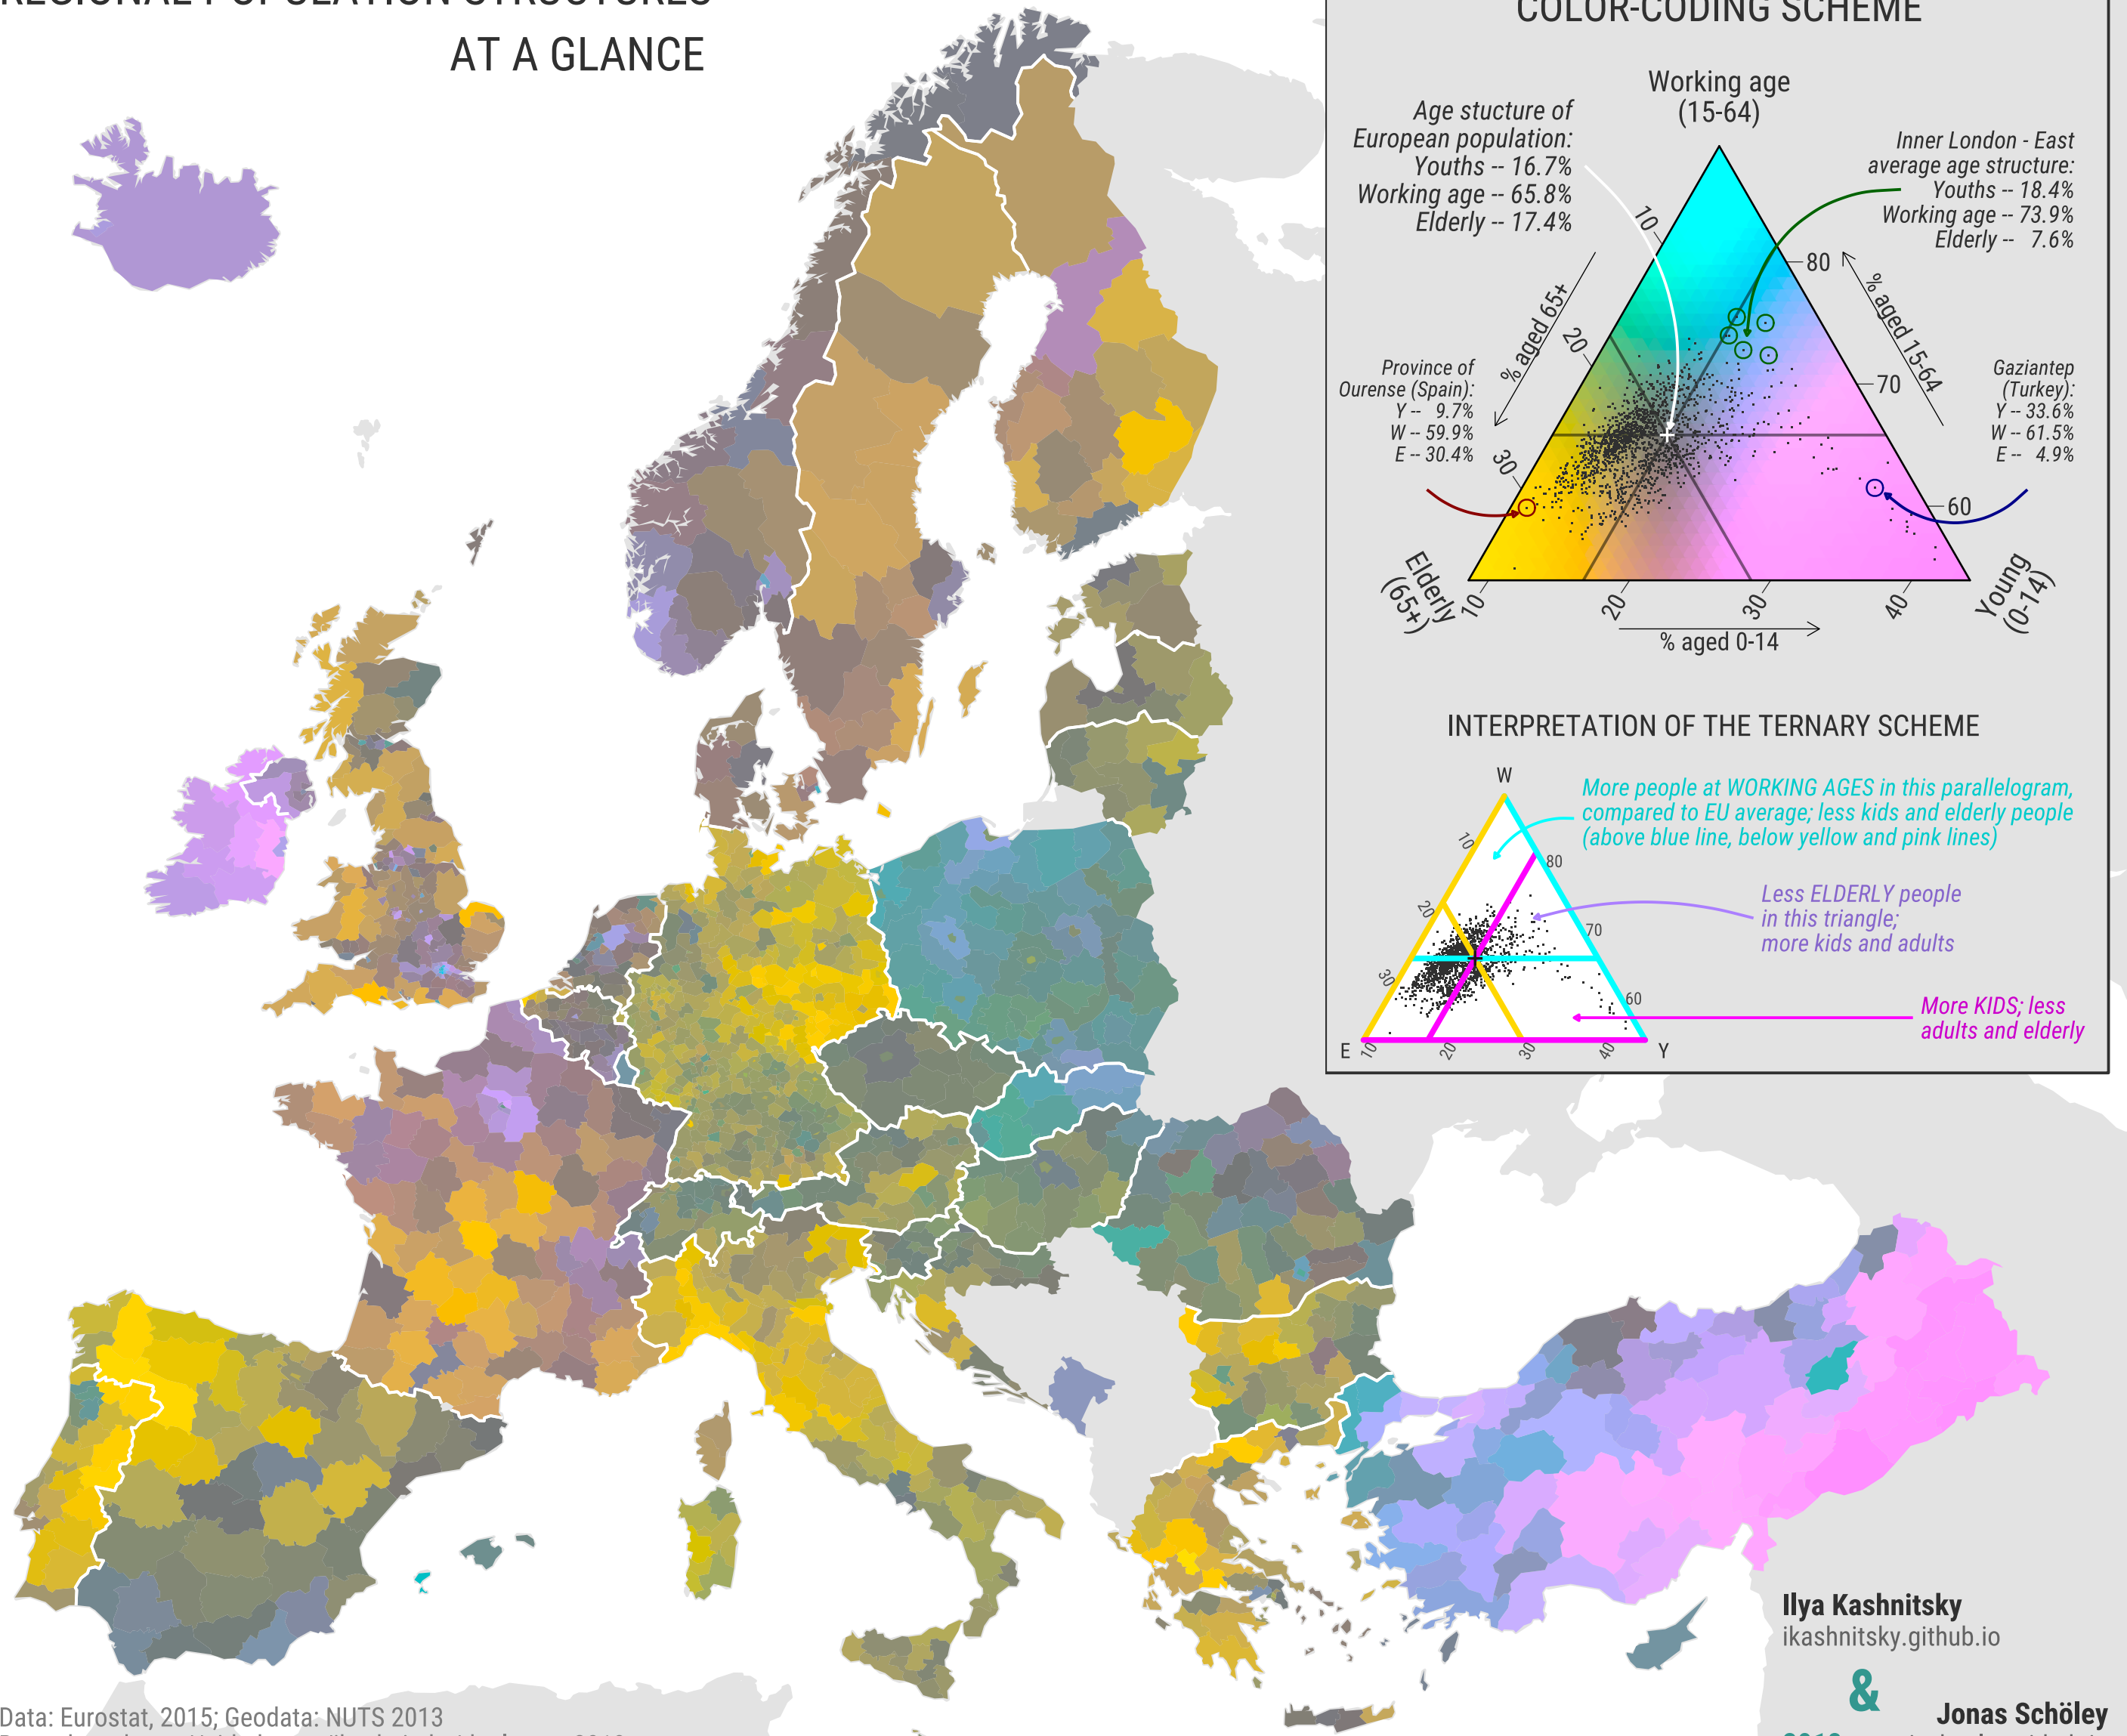 REGIONAL POPULATION STRUCTURES
AT A GLANCE
COLOR-CODING SCHEME
Working age
(15-64)
Age stucture of
European population:
Youths -- 16.7%
Working age -- 65.8%
Elderly -- 17.4%
Inner London - East
average age structure:
Youths -- 18.4%
Working age -- 73.9%
Elderly -- 7.6%
Province of
Ourense (Spain):
Y -- 9.7%
W -- 59.9%
E -- 30.4%
Gaziantep
(Turkey):
Y -- 33.6%
W -- 61.5%
E -- 4.9%
% aged 65+
10
20
30
% aged 15-64
80
70
60
Elderly
(65+)
Young
(0-14)
10
20
30
40
% aged 0-14
INTERPRETATION OF THE TERNARY SCHEME
W
More people at WORKING AGES in this parallelogram,
compared to EU average; less kids and elderly people
(above blue line, below yellow and pink lines)
Less ELDERLY people
in this triangle;
more kids and adults
More KIDS; less
adults and elderly
10
20
30
80
70
60
E
10
20
30
40
Y
Ilya Kashnitsky
ikashnitsky.github.io
&
Jonas Schöley
Data: Eurostat, 2015; Geodata: NUTS 2013